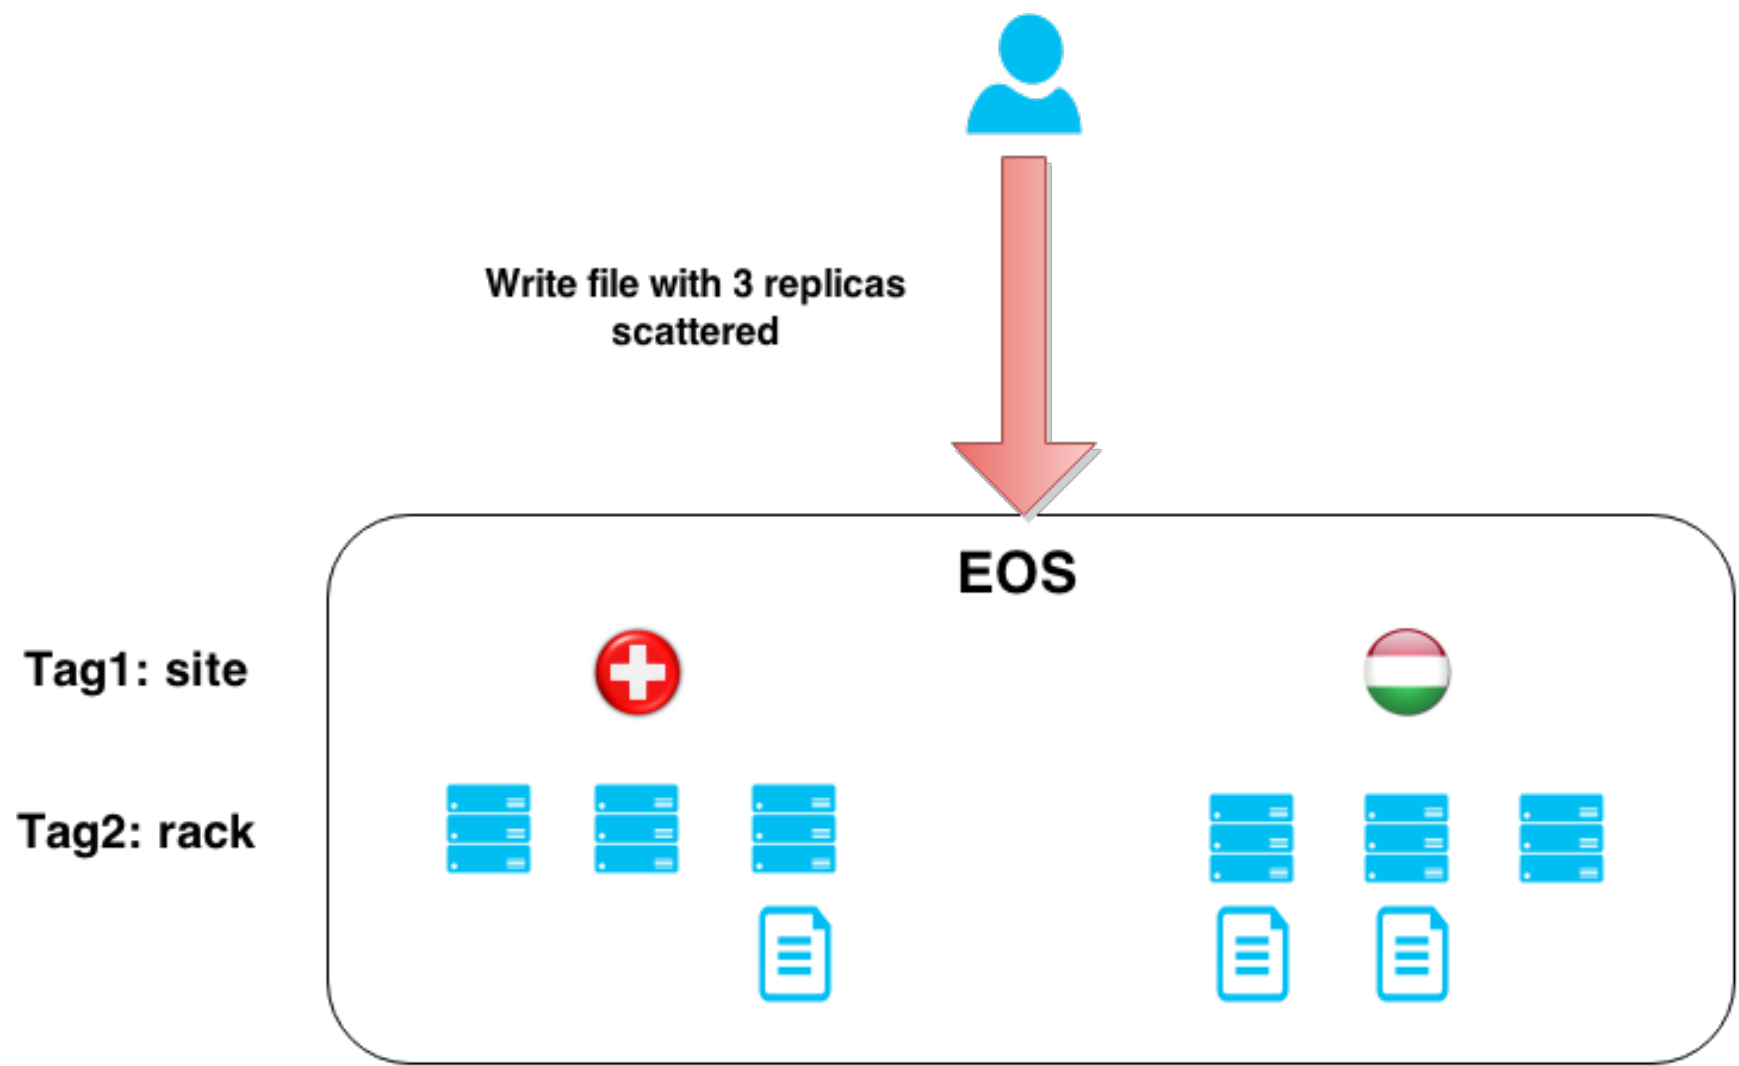 Write file with 3 replicas
scattered
EOS
Tag1: site
Tag2: rack